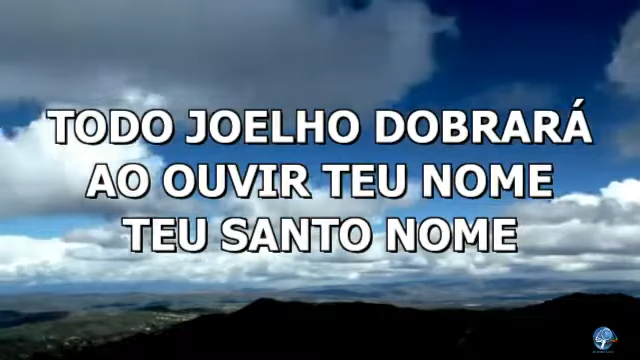 TODO JOELHO DOBRARÁ
AO OUVIR TEU NOME
TEU SANTO NOME